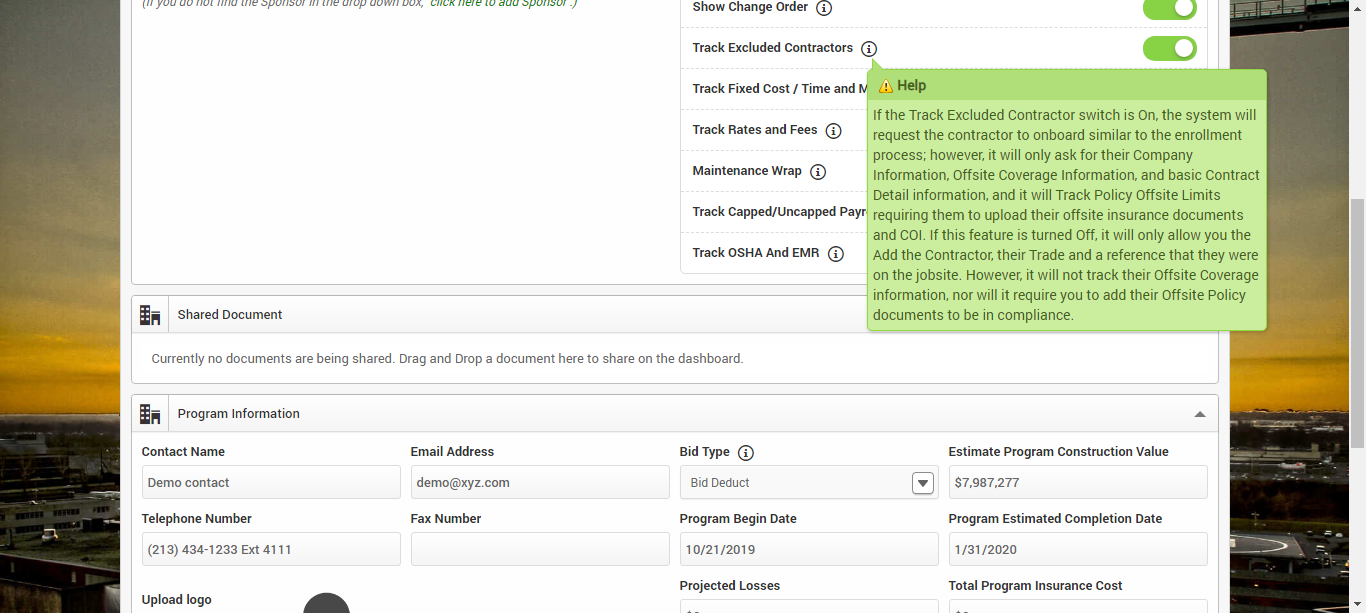 (If you do not find the Sponsor in the drop down box, "click here to add Sponsor".)
Show Change Order
Track Excluded Contractors
Track Fixed Cost / Time and M
Track Rates and Fees
Maintenance Wrap
Track Capped/Uncapped Payr
Track OSHA And EMR
Help
If the Track Excluded Contractor switch is On, the system will
request the contractor to onboard similar to the enrollment
process; however, it will only ask for their Company
Information, Offsite Coverage Information, and basic Contract
Detail information, and it will Track Policy Offsite Limits
requiring them to upload their offsite insurance documents
and COI. If this feature is turned Off, it will only allow you the
Add the Contractor, their Trade and a reference that they were
on the jobsite. However, it will not track their Offsite Coverage
information, nor will it require you to add their Offsite Policy
documents to be in compliance.
Shared Document
Currently no documents are being shared. Drag and Drop a document here to share on the dashboard.
Program Information
Contact Name
Email Address
Bid Type
Estimate Program Construction Value
Demo contact
demo@xyz.com
Bid Deduct
$7,987,277
Telephone Number
Fax Number
Program Begin Date
Program Estimated Completion Date
(213) 434-1233 Ext 4111
10/21/2019
1/31/2020
Upload logo
Projected Losses
Total Program Insurance Cost